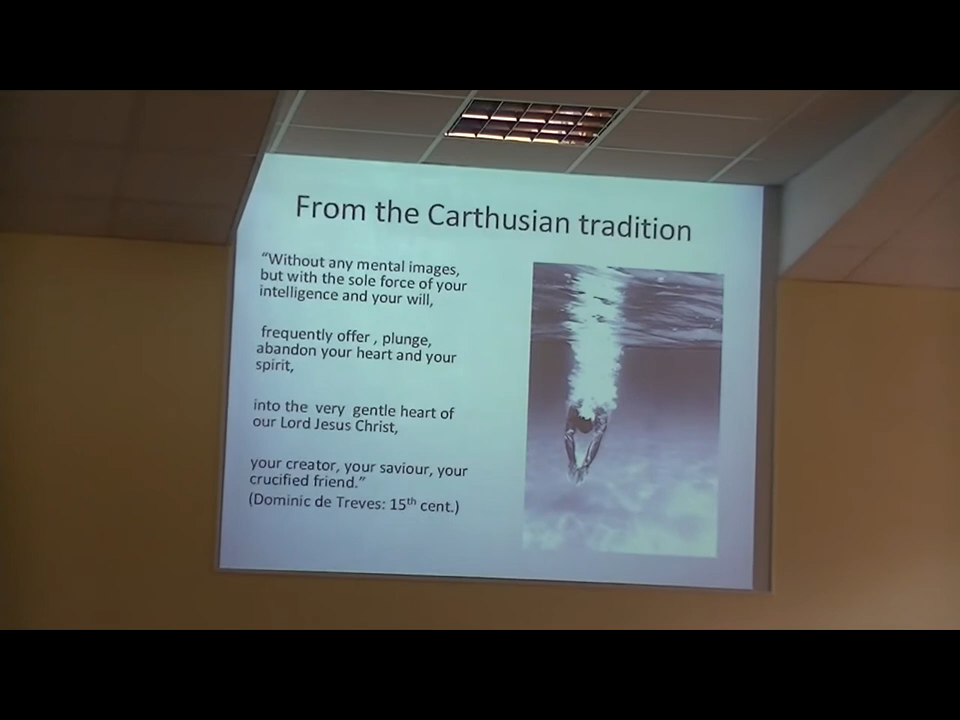 From the Carthusian tradition
“Without any mental images,
but with the sole force of your
intelligence and your will,
frequently offer , plunge,
abandon your heart and your
spirit,
into the very gentle heart of
our Lord Jesus Christ,
your creator, your saviour, your
crucified friend.”
(Dominic de Treves: 15th cent.)